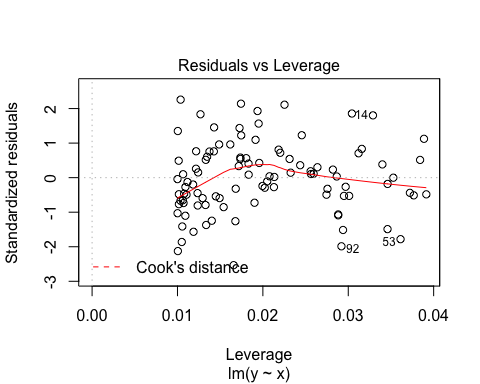 Residuals vs Leverage
Standardized residuals
2
1
0
-1
-2
-3
14
92
53
Cook's distance
0.00 0.01 0.02 0.03 0.04
Leverage
lm(y ~ x)